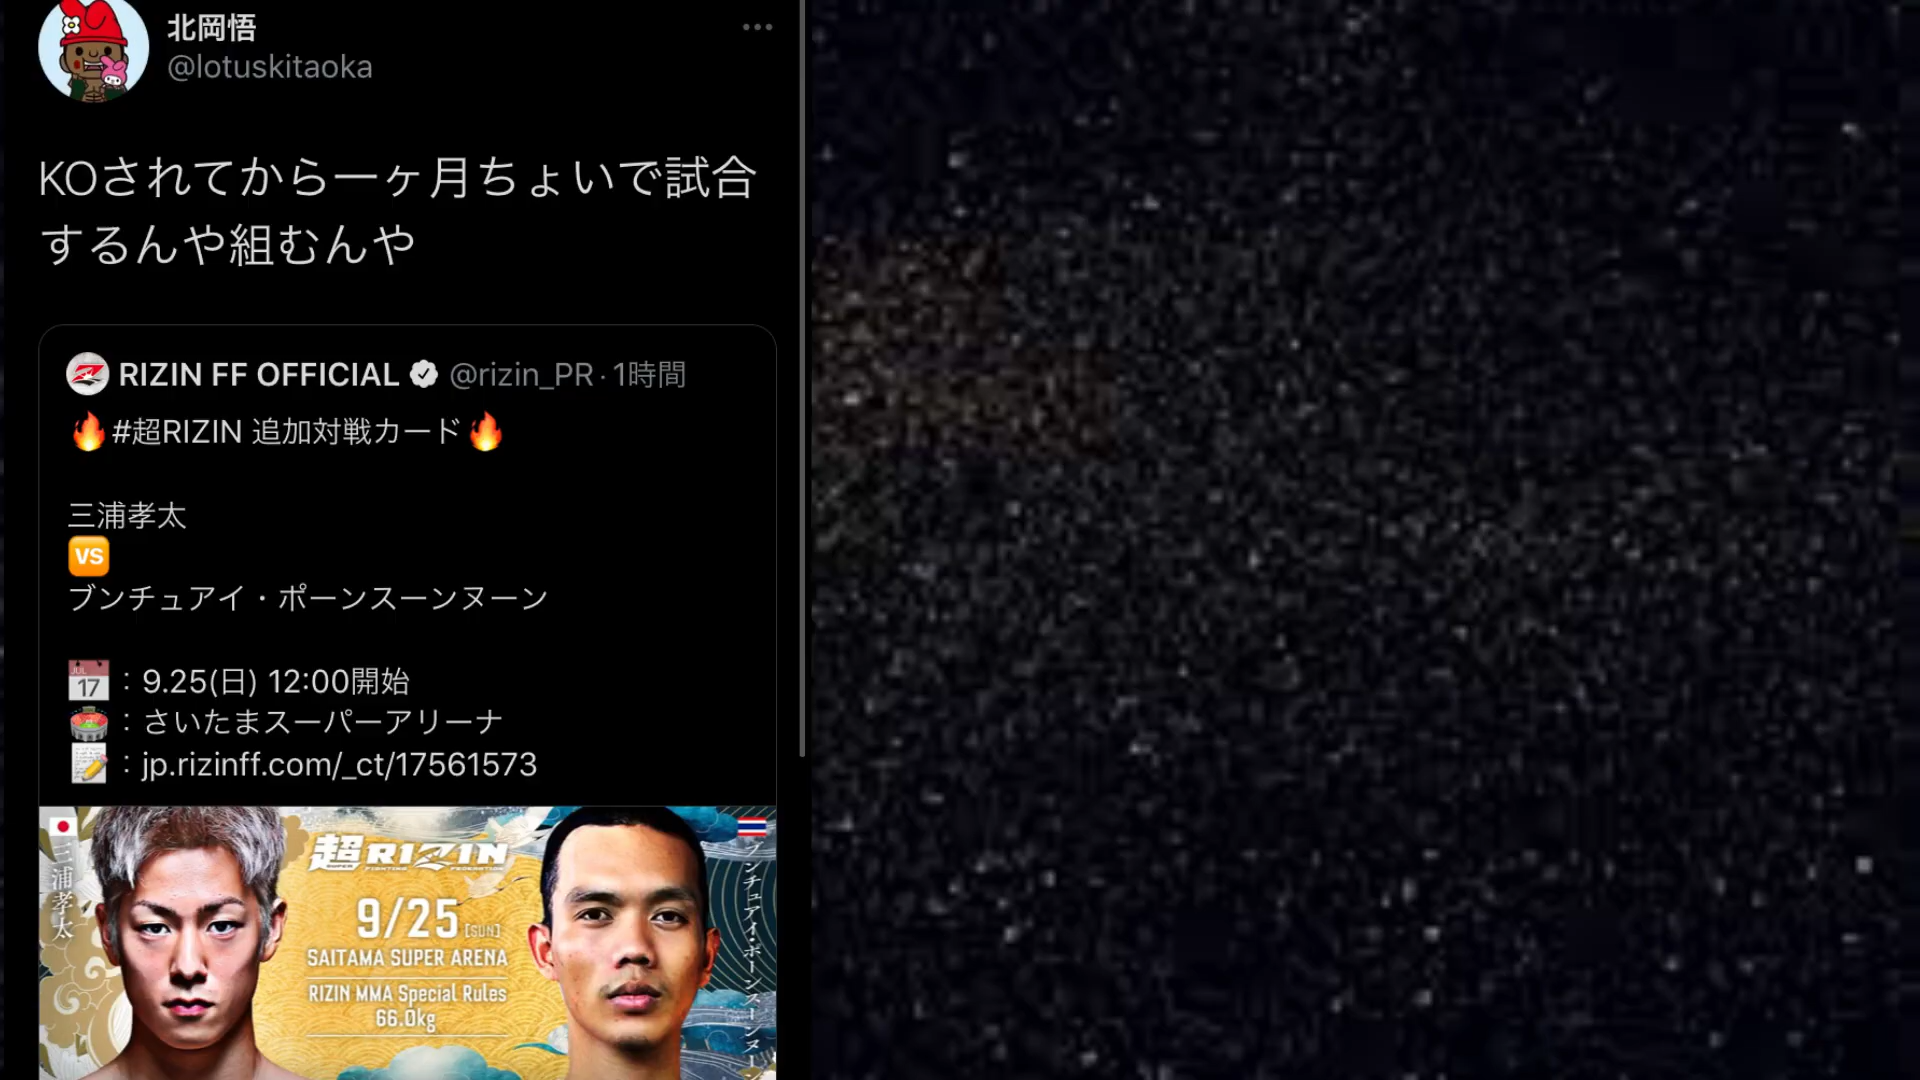 北岡悟
@lotuskitaoka
KOされてから一ヶ月ちょいで試合
するんや組むんや
RIZIN FF OFFICIAL @rizin_PR · 1時間
🔥#超RIZIN 追加対戦カード🔥
三浦孝太
🆚
ブンチュアイ・ポーンスーンヌーン
📅：9.25(日) 12:00開始
🏟：さいたまスーパーアリーナ
📝：jp.rizinff.com/_ct/17561573
三浦孝太
超RIZIN
9/25 [SUN]
SAITAMA SUPER ARENA
RIZIN MMA Special Rules
66.0kg
ブンチュアイ・ポーンスーンヌーン